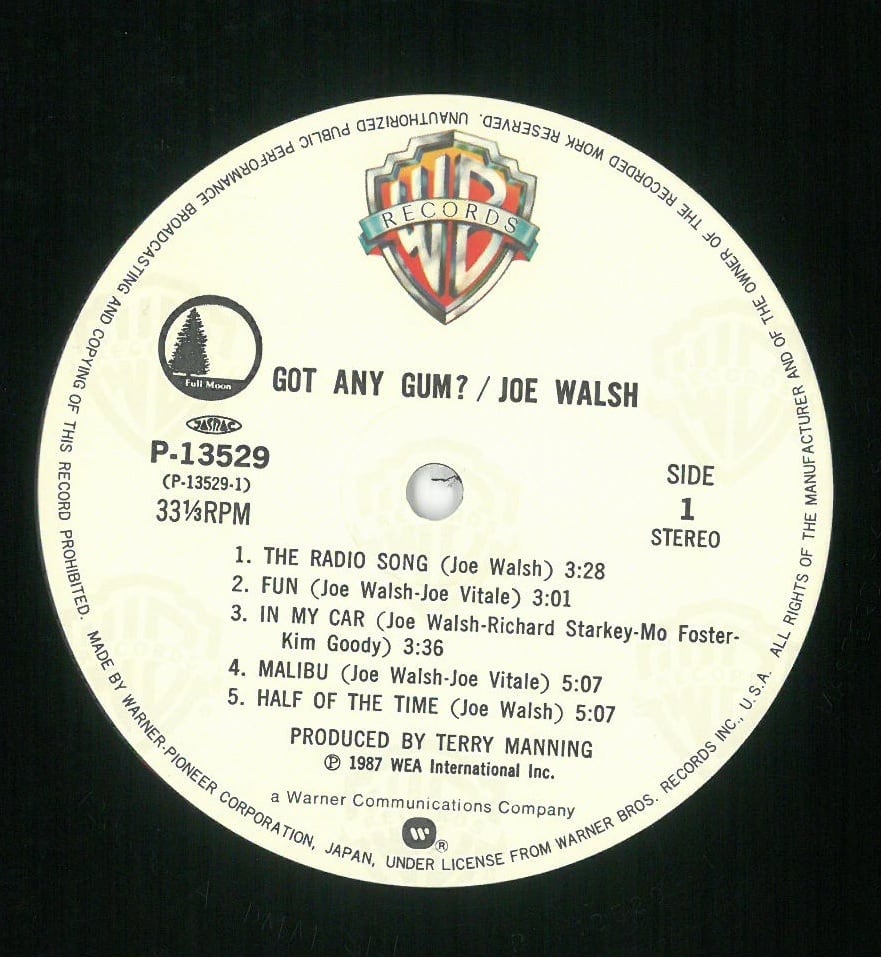 UNAUTHORIZED PUBLIC PERFORMANCE BROADCASTING AND COPYING OF THIS RECORD PROHIBITED. MADE BY WARNER-PIONEER CORPORATION, JAPAN, UNDER LICENSE FROM WARNER BROS. RECORDS INC., U.S.A. ALL RIGHTS OF THE MANUFACTURER AND OF THE OWNER OF THE RECORDED WORK RESERVED.
WB
RECORDS
Full Moon
GOT ANY GUM? / JOE WALSH
JASRAC
P-13529
(P-13529-1)
33⅓RPM
SIDE
1
STEREO
1. THE RADIO SONG (Joe Walsh) 3:28
2. FUN (Joe Walsh-Joe Vitale) 3:01
3. IN MY CAR (Joe Walsh-Richard Starkey-Mo Foster-
Kim Goody) 3:36
4. MALIBU (Joe Walsh-Joe Vitale) 5:07
5. HALF OF THE TIME (Joe Walsh) 5:07
PRODUCED BY TERRY MANNING
℗ 1987 WEA International Inc.
a Warner Communications Company
W ®